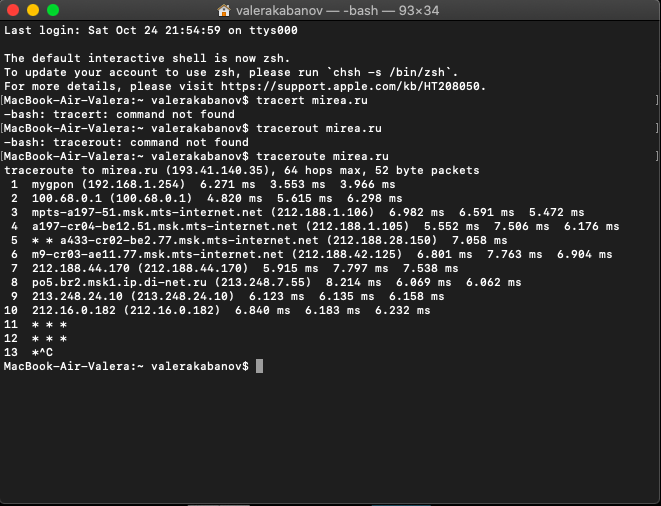 valerakabanov — -bash — 93×34
Last login: Sat Oct 24 21:54:59 on ttys000
The default interactive shell is now zsh.
To update your account to use zsh, please run `chsh -s /bin/zsh`.
For more details, please visit https://support.apple.com/kb/HT208050.
[MacBook-Air-Valera:~ valerakabanov$ tracert mirea.ru ]
-bash: tracert: command not found
[MacBook-Air-Valera:~ valerakabanov$ tracerout mirea.ru ]
-bash: tracerout: command not found
[MacBook-Air-Valera:~ valerakabanov$ traceroute mirea.ru ]
traceroute to mirea.ru (193.41.140.35), 64 hops max, 52 byte packets
 1  mygpon (192.168.1.254)  6.271 ms  3.553 ms  3.966 ms
 2  100.68.0.1 (100.68.0.1)  4.820 ms  5.615 ms  6.298 ms
 3  mpts-a197-51.msk.mts-internet.net (212.188.1.106)  6.982 ms  6.591 ms  5.472 ms
 4  a197-cr04-be12.51.msk.mts-internet.net (212.188.1.105)  5.552 ms  7.506 ms  6.176 ms
 5  * * a433-cr02-be2.77.msk.mts-internet.net (212.188.28.150)  7.058 ms
 6  m9-cr03-ae11.77.msk.mts-internet.net (212.188.42.125)  6.801 ms  7.763 ms  6.904 ms
 7  212.188.44.170 (212.188.44.170)  5.915 ms  7.797 ms  7.538 ms
 8  po5.br2.msk1.ip.di-net.ru (213.248.7.55)  8.214 ms  6.069 ms  6.062 ms
 9  213.248.24.10 (213.248.24.10)  6.123 ms  6.135 ms  6.158 ms
10  212.16.0.182 (212.16.0.182)  6.840 ms  6.183 ms  6.232 ms
11  * * *
12  * * *
13  *^C
MacBook-Air-Valera:~ valerakabanov$